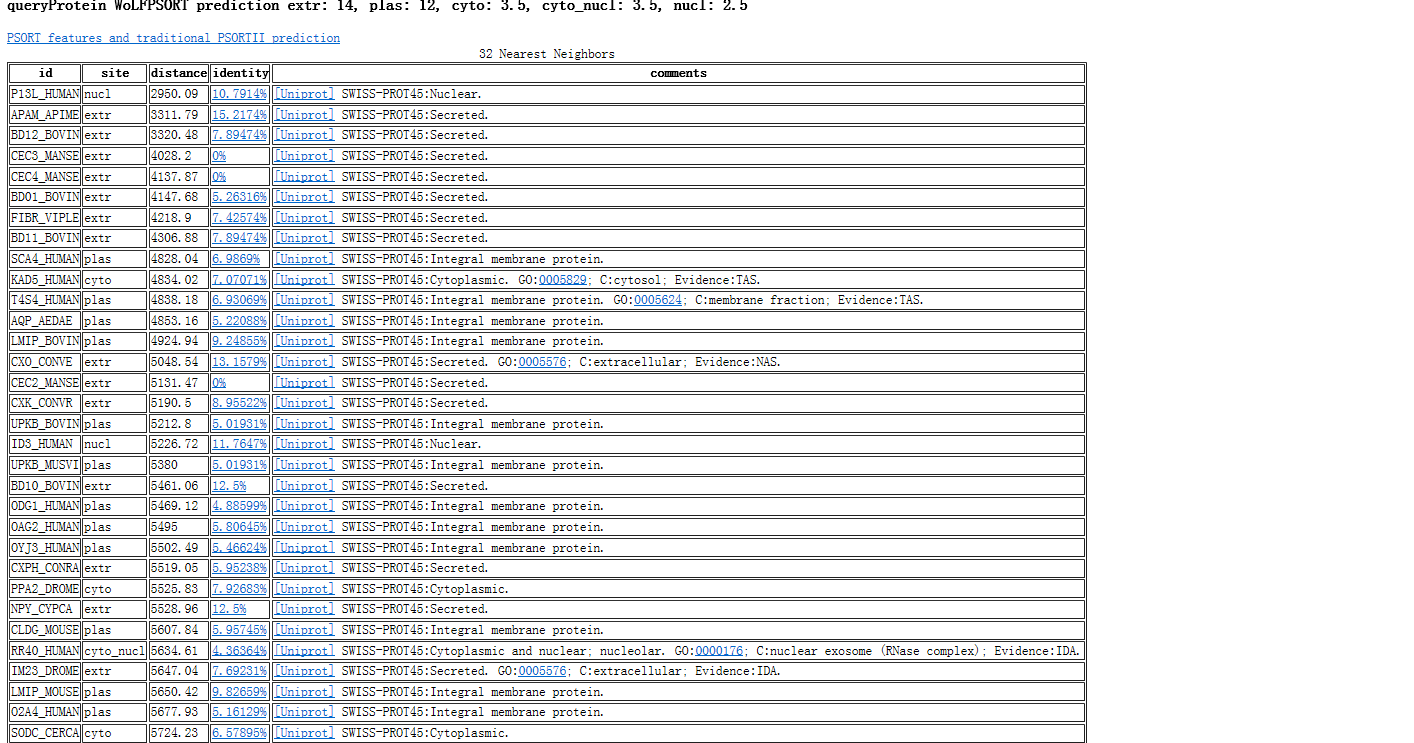 queryProtein WoLFPSORT prediction extr: 14, plas: 12, cyto: 3.5, cyto_nucl: 3.5, nucl: 2.5
PSORT features and traditional PSORTII prediction
32 Nearest Neighbors
id site distance identity comments
P13L_HUMAN nucl 2950.09 10.7914% [Uniprot] SWISS-PROT45:Nuclear.
APAM_APIME extr 3311.79 15.2174% [Uniprot] SWISS-PROT45:Secreted.
BD12_BOVIN extr 3320.48 7.89474% [Uniprot] SWISS-PROT45:Secreted.
CEC3_MANSE extr 4028.2 0% [Uniprot] SWISS-PROT45:Secreted.
CEC4_MANSE extr 4137.87 0% [Uniprot] SWISS-PROT45:Secreted.
BD01_BOVIN extr 4147.68 5.26316% [Uniprot] SWISS-PROT45:Secreted.
FIBR_VIPLE extr 4218.9 7.42574% [Uniprot] SWISS-PROT45:Secreted.
BD11_BOVIN extr 4306.88 7.89474% [Uniprot] SWISS-PROT45:Secreted.
SCA4_HUMAN plas 4828.04 6.9869% [Uniprot] SWISS-PROT45:Integral membrane protein.
KAD5_HUMAN cyto 4834.02 7.07071% [Uniprot] SWISS-PROT45:Cytoplasmic. GO:0005829; C:cytosol; Evidence:TAS.
T4S4_HUMAN plas 4838.18 6.93069% [Uniprot] SWISS-PROT45:Integral membrane protein. GO:0005624; C:membrane fraction; Evidence:TAS.
AQP_AEDAE plas 4853.16 5.22088% [Uniprot] SWISS-PROT45:Integral membrane protein.
LMIP_BOVIN plas 4924.94 9.24855% [Uniprot] SWISS-PROT45:Integral membrane protein.
CXO_CONVE extr 5048.54 13.1579% [Uniprot] SWISS-PROT45:Secreted. GO:0005576; C:extracellular; Evidence:NAS.
CEC2_MANSE extr 5131.47 0% [Uniprot] SWISS-PROT45:Secreted.
CXK_CONVR extr 5190.5 8.95522% [Uniprot] SWISS-PROT45:Secreted.
UPKB_BOVIN plas 5212.8 5.01931% [Uniprot] SWISS-PROT45:Integral membrane protein.
ID3_HUMAN nucl 5226.72 11.7647% [Uniprot] SWISS-PROT45:Nuclear.
UPKB_MUSVI plas 5380 5.01931% [Uniprot] SWISS-PROT45:Integral membrane protein.
BD10_BOVIN extr 5461.06 12.5% [Uniprot] SWISS-PROT45:Secreted.
ODG1_HUMAN plas 5469.12 4.88599% [Uniprot] SWISS-PROT45:Integral membrane protein.
OAG2_HUMAN plas 5495 5.80645% [Uniprot] SWISS-PROT45:Integral membrane protein.
OYJ3_HUMAN plas 5502.49 5.46624% [Uniprot] SWISS-PROT45:Integral membrane protein.
CXPH_CONRA extr 5519.05 5.95238% [Uniprot] SWISS-PROT45:Secreted.
PPA2_DROME cyto 5525.83 7.92683% [Uniprot] SWISS-PROT45:Cytoplasmic.
NPY_CYPCA extr 5528.96 12.5% [Uniprot] SWISS-PROT45:Secreted.
CLDG_MOUSE plas 5607.84 5.95745% [Uniprot] SWISS-PROT45:Integral membrane protein.
RR40_HUMAN cyto_nucl 5634.61 4.36364% [Uniprot] SWISS-PROT45:Cytoplasmic and nuclear; nucleolar. GO:0000176; C:nuclear exosome (RNase complex); Evidence:IDA.
IM23_DROME extr 5647.04 7.69231% [Uniprot] SWISS-PROT45:Secreted. GO:0005576; C:extracellular; Evidence:IDA.
LMIP_MOUSE plas 5650.42 9.82659% [Uniprot] SWISS-PROT45:Integral membrane protein.
O2A4_HUMAN plas 5677.93 5.16129% [Uniprot] SWISS-PROT45:Integral membrane protein.
SODC_CERCA cyto 5724.23 6.57895% [Uniprot] SWISS-PROT45:Cytoplasmic.